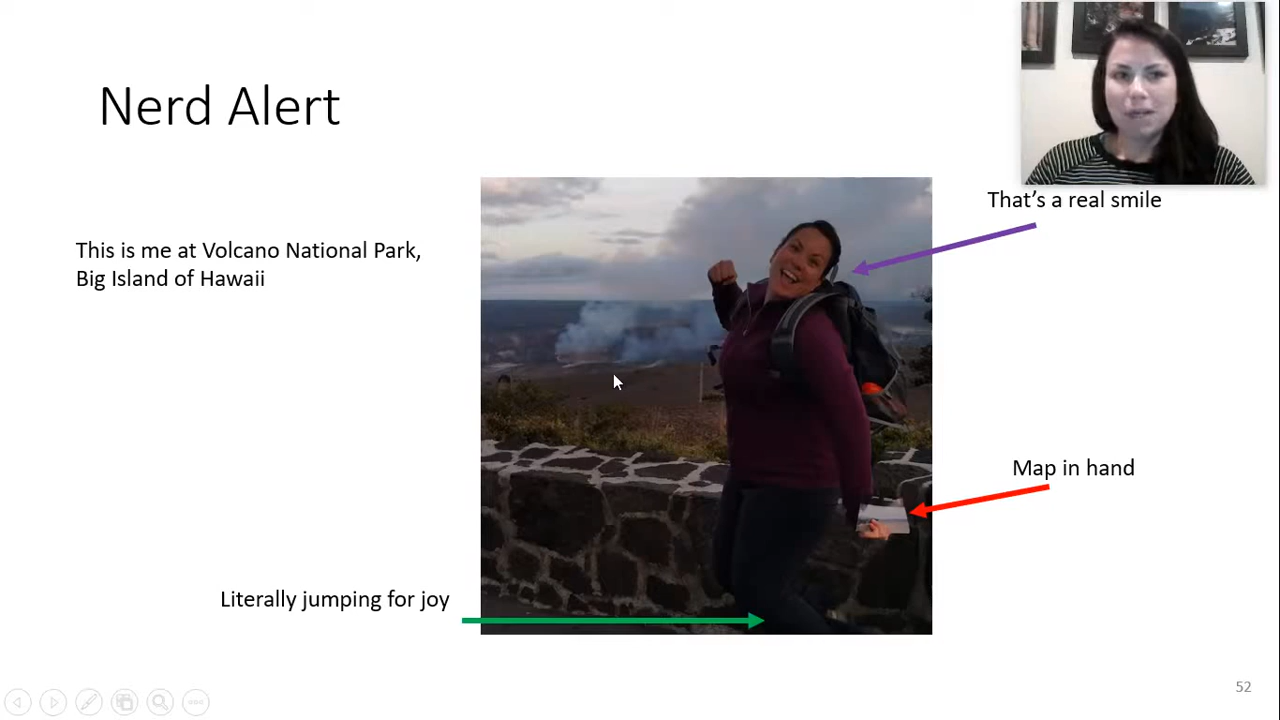 Nerd Alert
That's a real smile
This is me at Volcano National Park,
Big Island of Hawaii
Map in hand
Literally jumping for joy
52